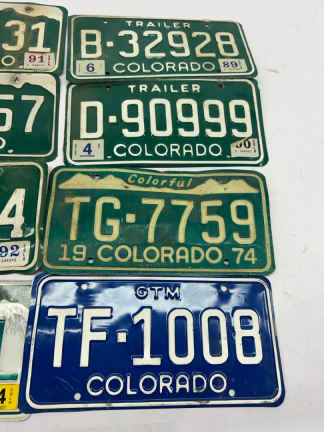 31
91
TRAILER
B-32928
6 COLORADO 89
57
TRAILER
D-90999
4 COLORADO 90
4
92
Colorful
TG-7759
19 COLORADO 74
GTM
TF-1008
COLORADO
4